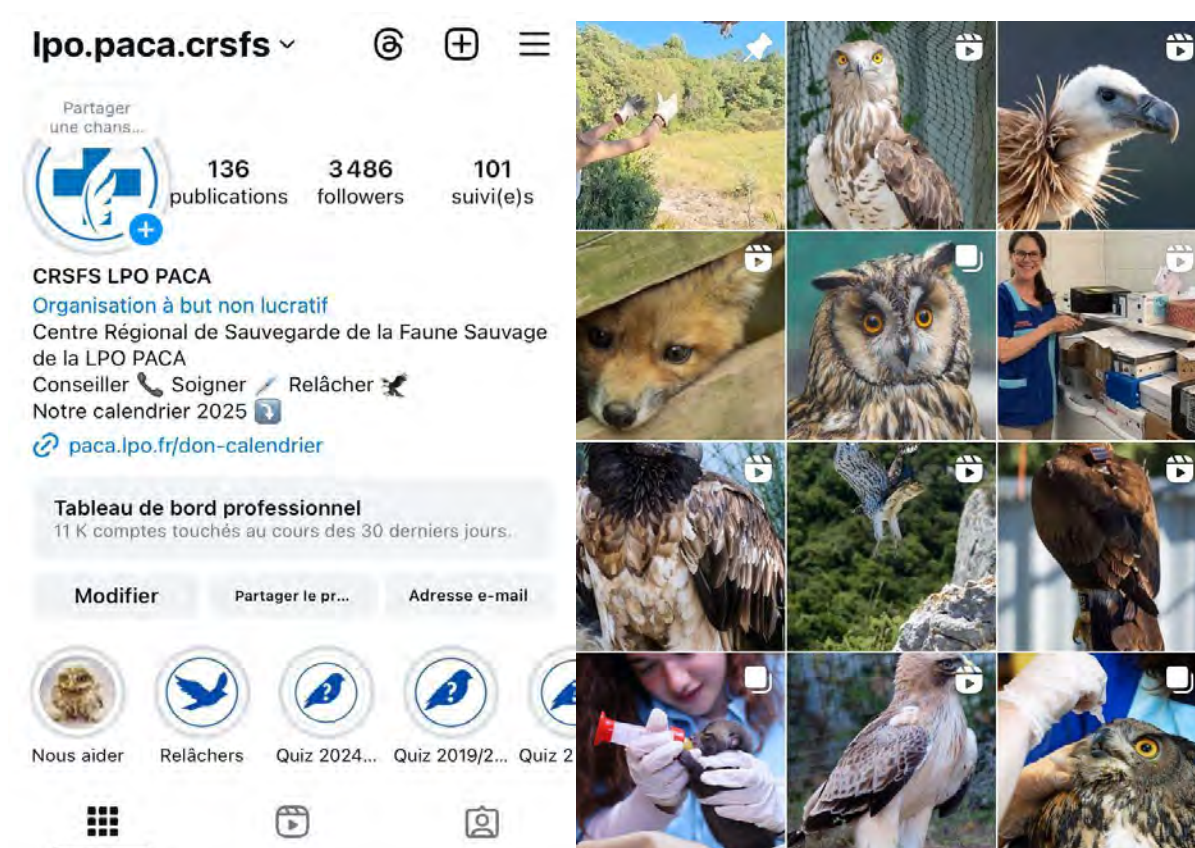 lpo.paca.crsfs
Partager
une chans...
136
publications
3 486
followers
101
suivi(e)s
CRSFS LPO PACA
Organisation à but non lucratif
Centre Régional de Sauvegarde de la Faune Sauvage
de la LPO PACA
Conseiller 📞 Soigner 💉 Relâcher 🦅
Notre calendrier 2025 ⤵️
paca.lpo.fr/don-calendrier
Tableau de bord professionnel
11 K comptes touchés au cours des 30 derniers jours.
Modifier
Partager le pr...
Adresse e-mail
Nous aider
Relâchers
? Quiz 2024...
? Quiz 2019/2...
Quiz 2